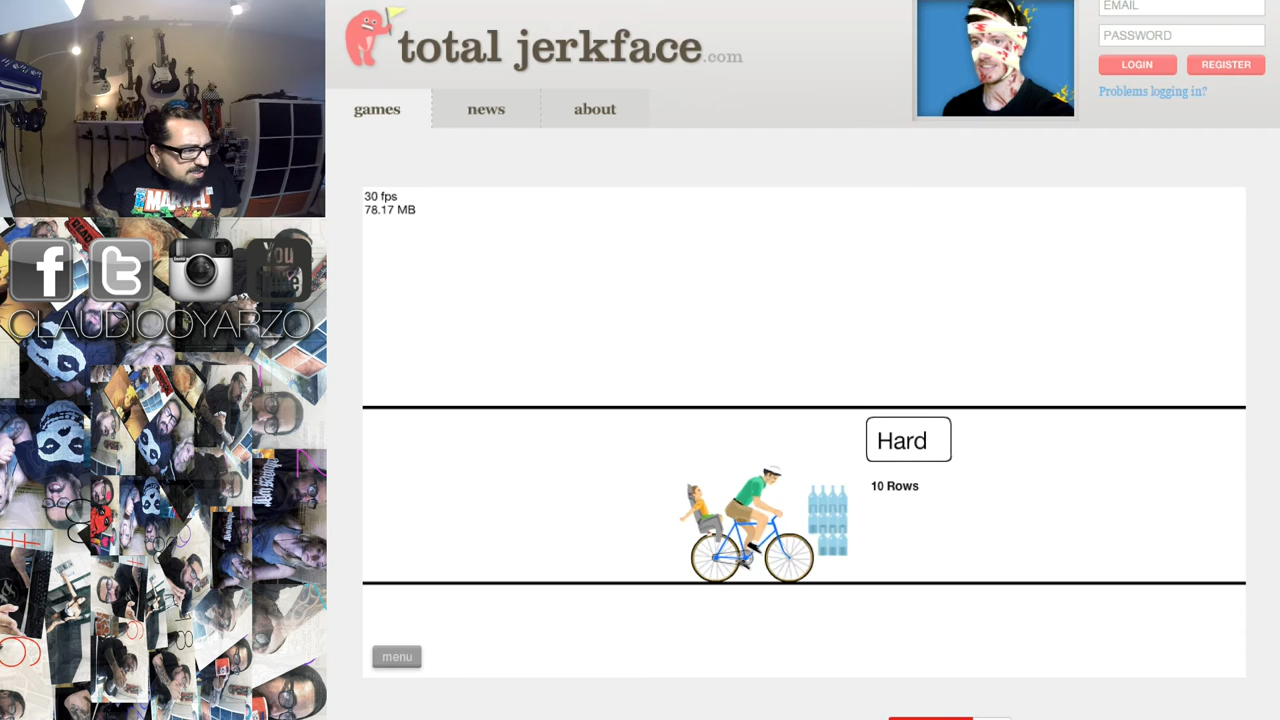 total jerkface.com
EMAIL
PASSWORD
LOGIN REGISTER
Problems logging in?
games news about
30 fps
78.17 MB
MARVEL
You
CLAUDIOOYARZO
Hard
10 Rows
menu